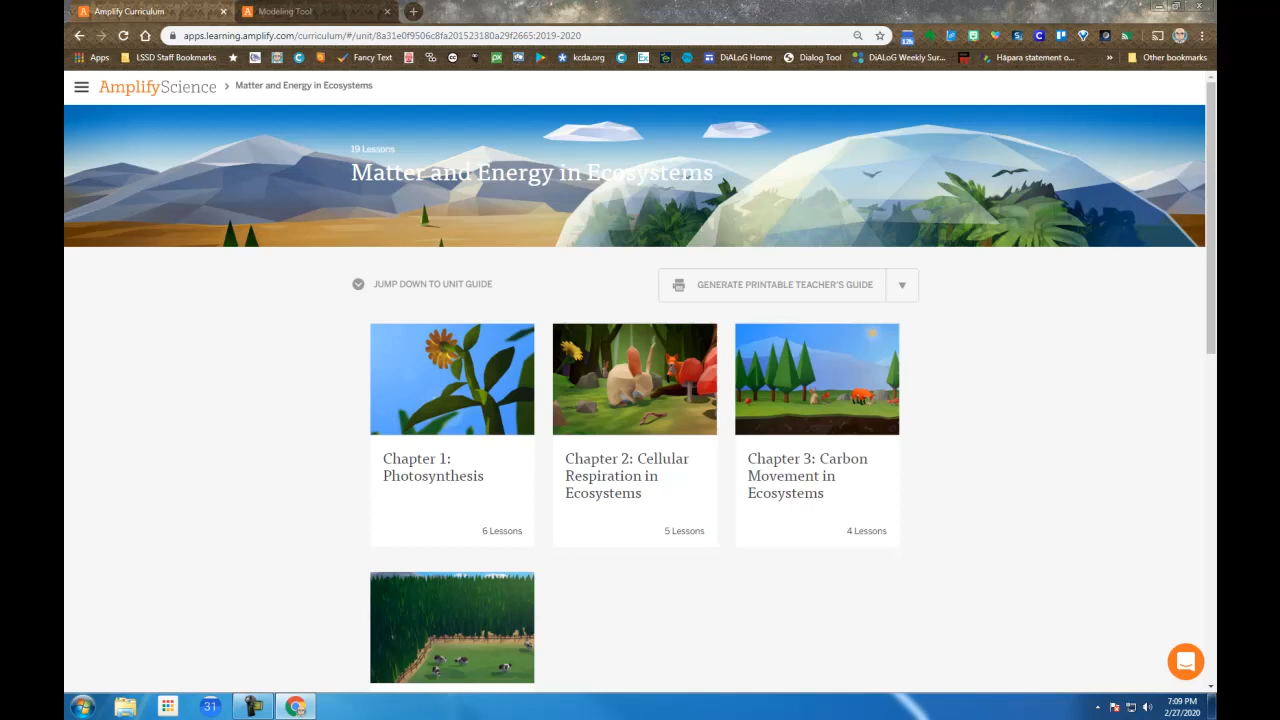 Amplify Curriculum
Modeling Tool
apps.learning.amplify.com/curriculum/#/unit/8a31e0f9506c8fa201523180a29f2665:2019-2020
Apps
LSSD Staff Bookmarks
Fancy Text
kcda.org
DiALoG Home
Dialog Tool
DiALoG Weekly Sur...
Hāpara statement o...
Other bookmarks
AmplifyScience > Matter and Energy in Ecosystems
19 Lessons
Matter and Energy in Ecosystems
JUMP DOWN TO UNIT GUIDE
GENERATE PRINTABLE TEACHER'S GUIDE
Chapter 1:
Photosynthesis
6 Lessons
Chapter 2: Cellular
Respiration in
Ecosystems
5 Lessons
Chapter 3: Carbon
Movement in
Ecosystems
4 Lessons
31
7:09 PM
2/27/2020